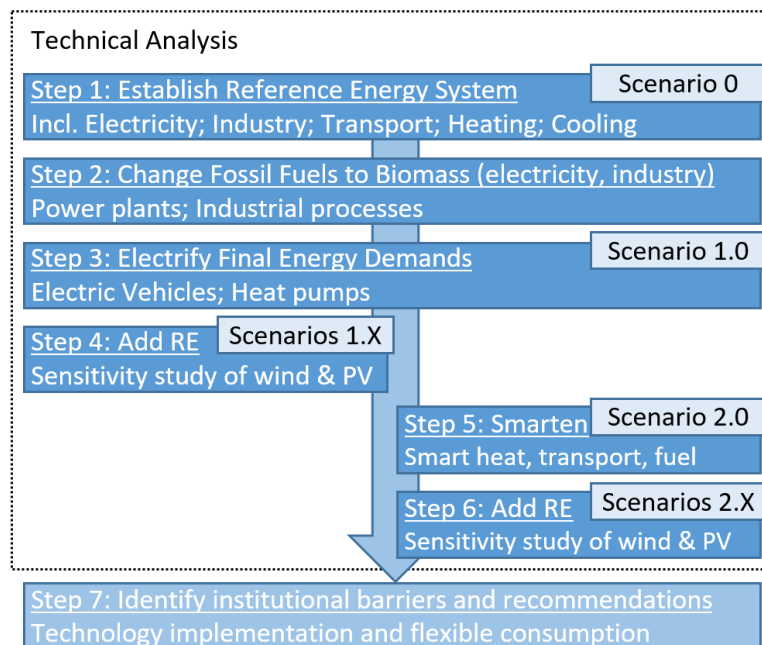 Technical Analysis
Step 1: Establish Reference Energy System
Scenario 0
Incl. Electricity; Industry; Transport; Heating; Cooling
Step 2: Change Fossil Fuels to Biomass (electricity, industry)
Power plants; Industrial processes
Step 3: Electrify Final Energy Demands
Scenario 1.0
Electric Vehicles; Heat pumps
Step 4: Add RE
Scenarios 1.X
Sensitivity study of wind & PV
Step 5: Smarten
Scenario 2.0
Smart heat, transport, fuel
Step 6: Add RE
Scenarios 2.X
Sensitivity study of wind & PV
Step 7: Identify institutional barriers and recommendations
Technology implementation and flexible consumption